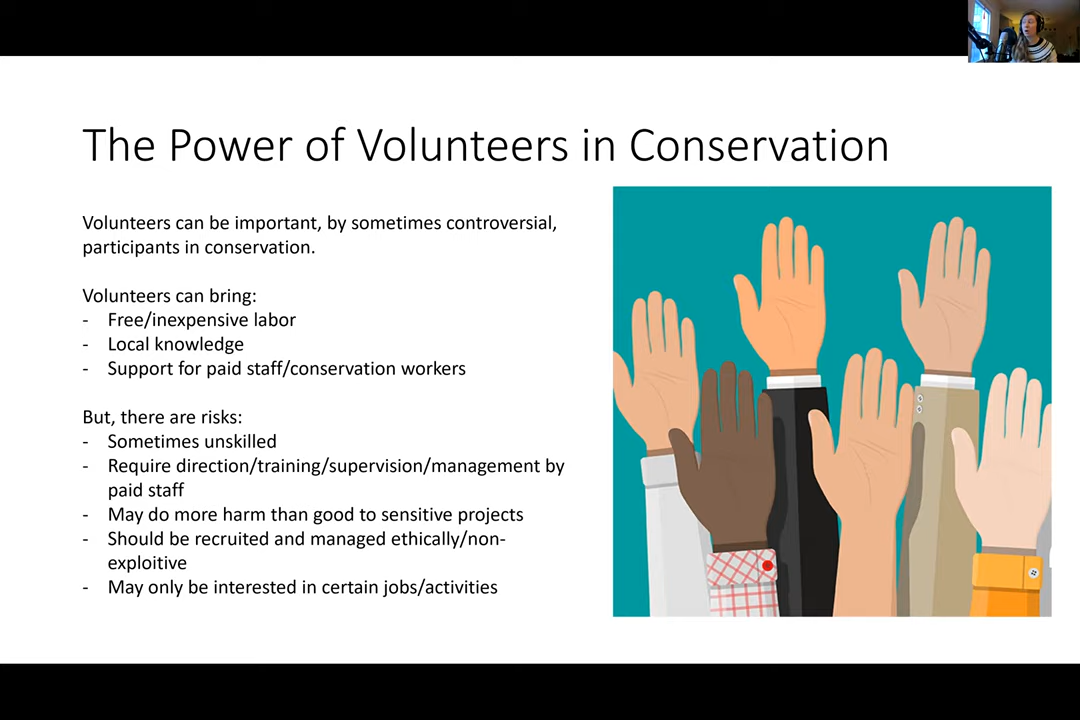 The Power of Volunteers in Conservation
Volunteers can be important, by sometimes controversial,
participants in conservation.
Volunteers can bring:
- Free/inexpensive labor
- Local knowledge
- Support for paid staff/conservation workers
But, there are risks:
- Sometimes unskilled
- Require direction/training/supervision/management by
paid staff
- May do more harm than good to sensitive projects
- Should be recruited and managed ethically/non-
exploitive
- May only be interested in certain jobs/activities